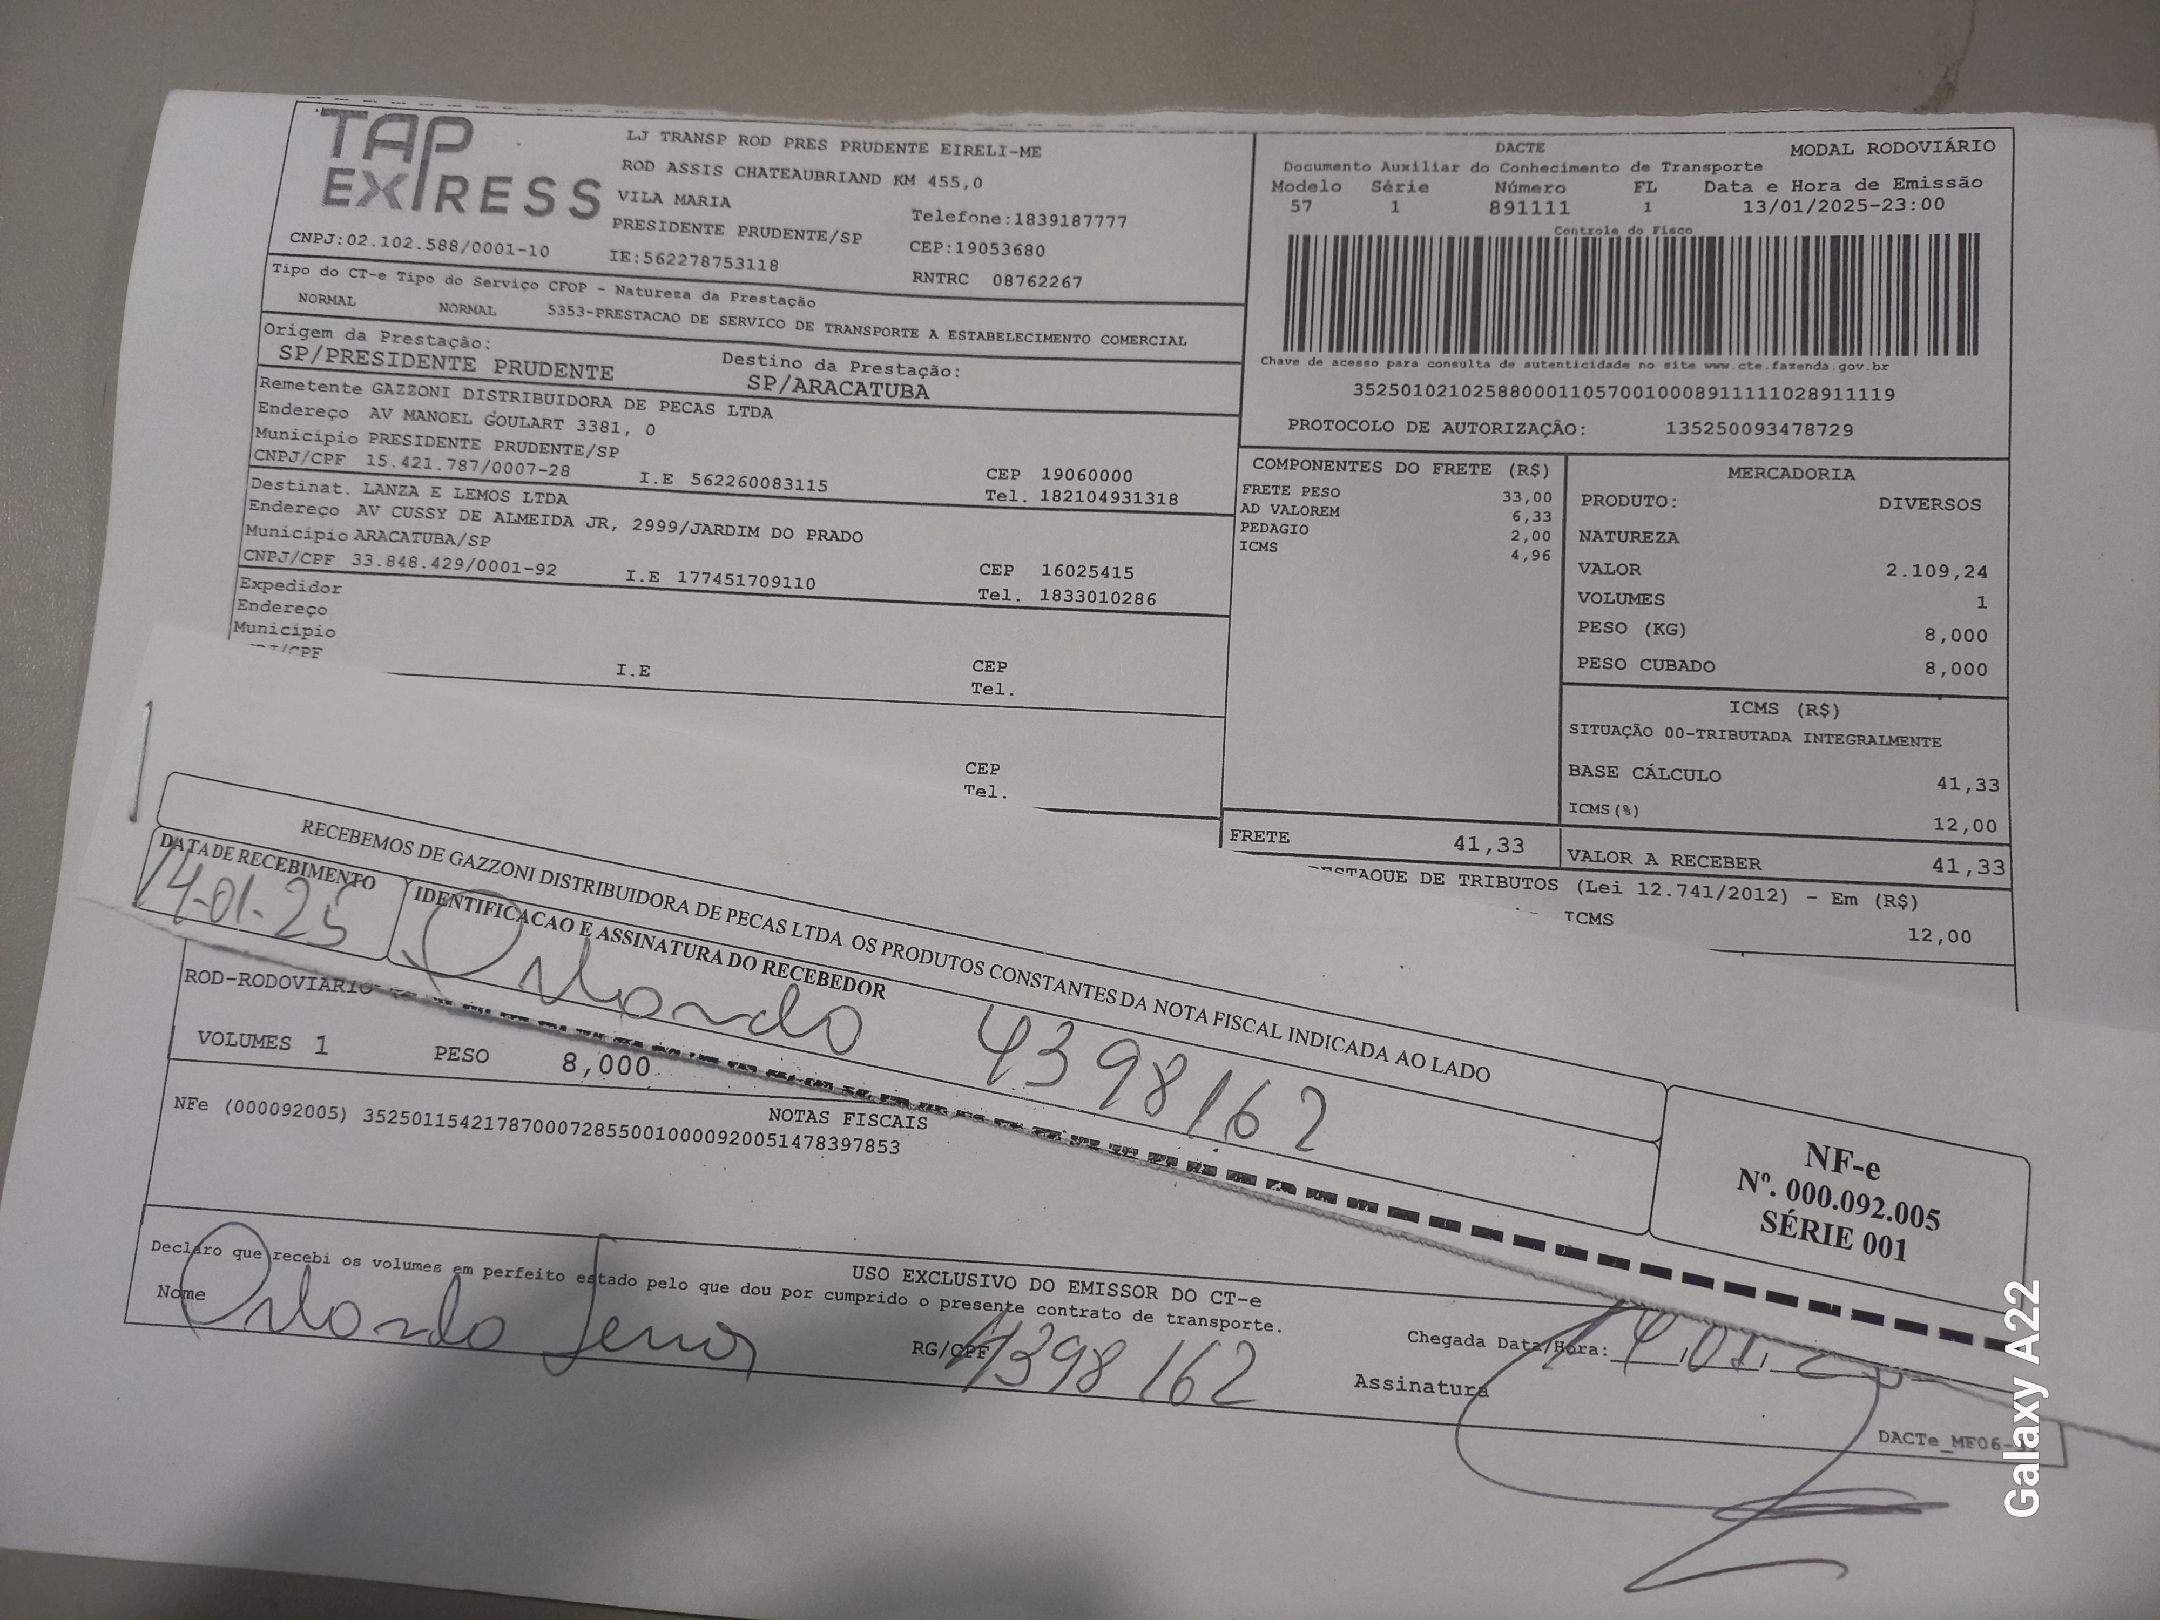 TAP EXPRESS
LJ TRANSP ROD PRES PRUDENTE EIRELI-ME
ROD ASSIS CHATEAUBRIAND KM 455,0
VILA MARIA
PRESIDENTE PRUDENTE/SP
Telefone:1839187777
CNPJ:02.102.588/0001-10
IE:562278753118
CEP:19053680
RNTRC 08762267
Tipo do CT-e Tipo do Serviço CFOP - Natureza da Prestação
NORMAL NORMAL 5353-PRESTACAO DE SERVICO DE TRANSPORTE A ESTABELECIMENTO COMERCIAL
Origem da Prestação:
SP/PRESIDENTE PRUDENTE
Destino da Prestação:
SP/ARACATUBA
Remetente GAZZONI DISTRIBUIDORA DE PECAS LTDA
Endereço AV MANOEL GOULART 3381, 0
Município PRESIDENTE PRUDENTE/SP
CNPJ/CPF 15.421.787/0007-28 I.E 562260083115
CEP 19060000
Tel. 182104931318
Destinat. LANZA E LEMOS LTDA
Endereço AV CUSSY DE ALMEIDA JR, 2999/JARDIM DO PRADO
Município ARACATUBA/SP
CNPJ/CPF 33.848.429/0001-92 I.E 177451709110
CEP 16025415
Tel. 1833010286
Expedidor
Endereço
Município
I.E
CEP
Tel.
CEP
Tel.
DACTE MODAL RODOVIÁRIO
Documento Auxiliar do Conhecimento de Transporte
Modelo Série Número FL Data e Hora de Emissão
57 1 891111 1 13/01/2025-23:00
Controle do Fisco
Chave de acesso para consulta de autenticidade no site www.cte.fazenda.gov.br
35250102102588000110570010008911111028911119
PROTOCOLO DE AUTORIZAÇÃO: 135250093478729
COMPONENTES DO FRETE (R$)
FRETE PESO 33,00
AD VALOREM 6,33
PEDAGIO 2,00
ICMS 4,96
FRETE 41,33
MERCADORIA
PRODUTO: DIVERSOS
NATUREZA
VALOR 2.109,24
VOLUMES 1
PESO (KG) 8,000
PESO CUBADO 8,000
ICMS (R$)
SITUAÇÃO 00-TRIBUTADA INTEGRALMENTE
BASE CÁLCULO 41,33
ICMS(%) 12,00
VALOR A RECEBER 41,33
DE TRIBUTOS (Lei 12.741/2012) - Em (R$)
ICMS 12,00
RECEBEMOS DE GAZZONI DISTRIBUIDORA DE PECAS LTDA OS PRODUTOS CONSTANTES DA NOTA FISCAL INDICADA AO LADO
DATA DE RECEBIMENTO
14-01-25
IDENTIFICACAO E ASSINATURA DO RECEBEDOR
Orlando 4398162
NF-e
Nº. 000.092.005
SÉRIE 001
ROD-RODOVIARIO
VOLUMES 1 PESO 8,000
NOTAS FISCAIS
NFe (000092005) 35250115421787000728550010000920051478397853
USO EXCLUSIVO DO EMISSOR DO CT-e
Declaro que recebi os volumes em perfeito estado pelo que dou por cumprido o presente contrato de transporte.
Nome Orlando
RG/CPF 4398162
Chegada Data/Hora: 14, 01,
Assinatura
Galaxy A22